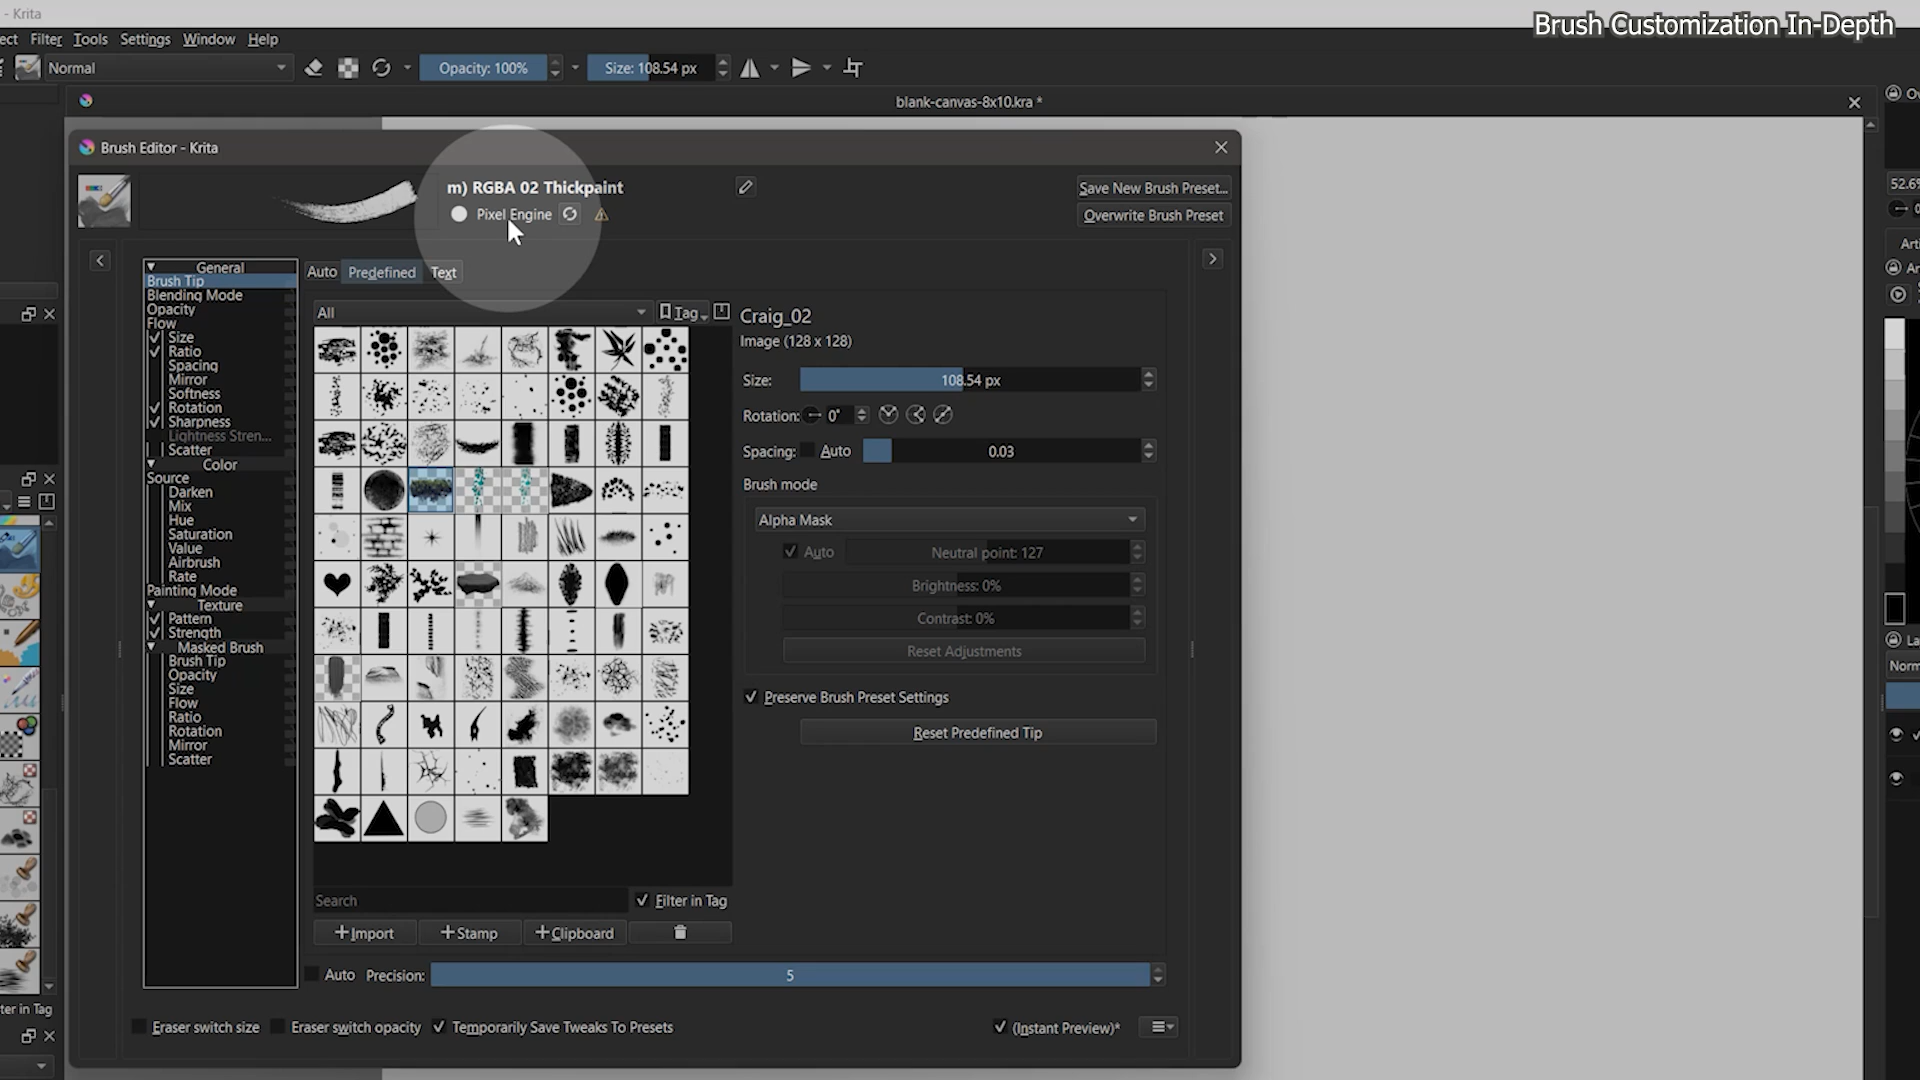 - Krita
Brush Customization In-Depth
ect Filter Tools Settings Window Help
Normal
Opacity: 100%
Size: 108.54 px
blank-canvas-8x10.kra *
Brush Editor - Krita
m) RGBA 02 Thickpaint
Pixel Engine
Save New Brush Preset...
Overwrite Brush Preset
52.6%
General
Brush Tip
Blending Mode
Opacity
Flow
Size
Ratio
Spacing
Mirror
Softness
Rotation
Sharpness
Lightness Stren...
Scatter
Color
Source
Darken
Mix
Hue
Saturation
Value
Airbrush
Rate
Painting Mode
Texture
Pattern
Strength
Masked Brush
Brush Tip
Opacity
Size
Flow
Ratio
Rotation
Mirror
Scatter
Auto Predefined Text
All
Tag
Craig_02
Image (128 x 128)
Size: 108.54 px
Rotation: 0°
Spacing: Auto 0.03
Brush mode
Alpha Mask
Auto Neutral point: 127
Brightness: 0%
Contrast: 0%
Reset Adjustments
Preserve Brush Preset Settings
Reset Predefined Tip
Search
Filter in Tag
+Import +Stamp +Clipboard
Auto Precision: 5
Eraser switch size Eraser switch opacity Temporarily Save Tweaks To Presets
(Instant Preview)*
ter in Tag
Ov
Arti
Ar
La
Norm